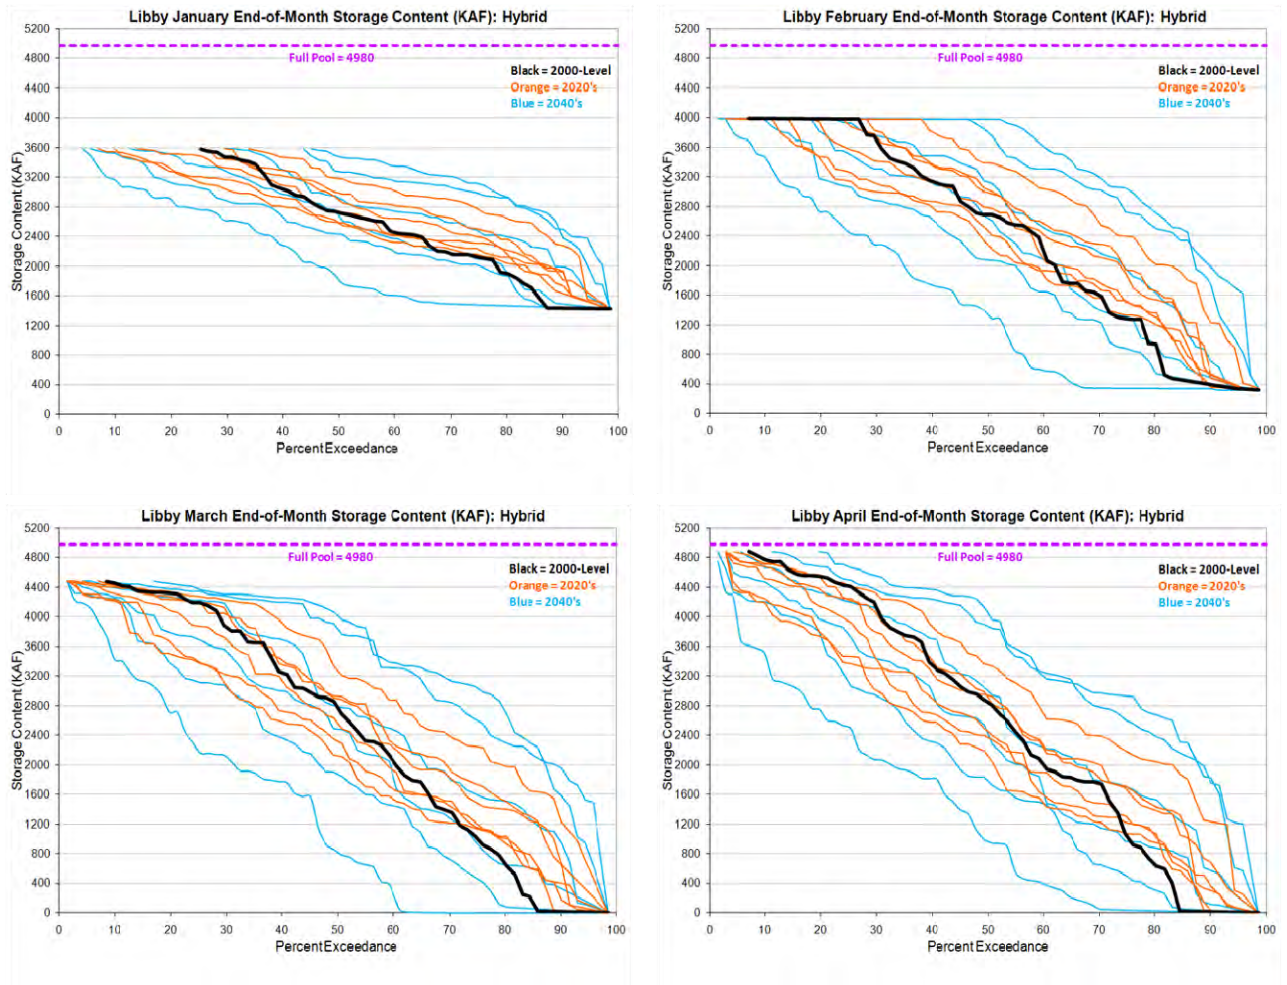 Libby January End-of-Month Storage Content (KAF): Hybrid
5200
4800
4400
4000
3600
3200
2800
2400
2000
1600
1200
800
400
0
Storage Content (KAF)
Full Pool = 4980
Black = 2000-Level
Orange = 2020's
Blue = 2040's
0 10 20 30 40 50 60 70 80 90 100
Percent Exceedance
Libby February End-of-Month Storage Content (KAF): Hybrid
5200
4800
4400
4000
3600
3200
2800
2400
2000
1600
1200
800
400
0
Storage Content (KAF)
Full Pool = 4980
Black = 2000-Level
Orange = 2020's
Blue = 2040's
0 10 20 30 40 50 60 70 80 90 100
Percent Exceedance
Libby March End-of-Month Storage Content (KAF): Hybrid
5200
4800
4400
4000
3600
3200
2800
2400
2000
1600
1200
800
400
0
Storage Content (KAF)
Full Pool = 4980
Black = 2000-Level
Orange = 2020's
Blue = 2040's
0 10 20 30 40 50 60 70 80 90 100
Percent Exceedance
Libby April End-of-Month Storage Content (KAF): Hybrid
5200
4800
4400
4000
3600
3200
2800
2400
2000
1600
1200
800
400
0
Storage Content (KAF)
Full Pool = 4980
Black = 2000-Level
Orange = 2020's
Blue = 2040's
0 10 20 30 40 50 60 70 80 90 100
Percent Exceedance